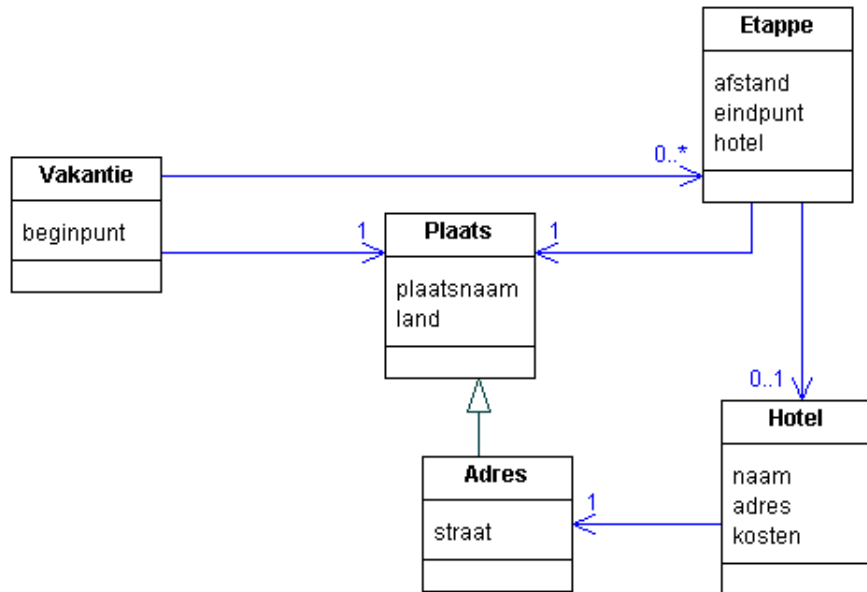 Etappe
afstand
eindpunt
hotel
0..*
Vakantie
beginpunt
1
Plaats
1
plaatsnaam
land
0..1
Hotel
naam
adres
kosten
Adres
1
straat